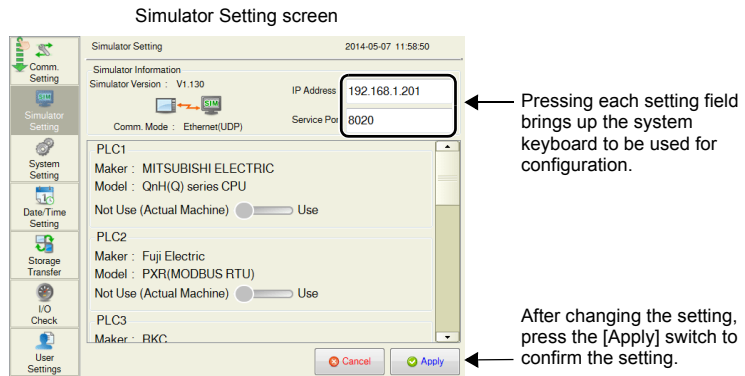 Simulator Setting screen
Simulator Setting 2014-05-07 11:58:50
Comm.
Setting
Simulator
Setting
System
Setting
Date/Time
Setting
Storage
Transfer
I/O
Check
User
Settings
Simulator Information
Simulator Version : V1.130
SIM
Comm. Mode : Ethernet(UDP)
IP Address 192.168.1.201
Service Por 8020
PLC1
Maker : MITSUBISHI ELECTRIC
Model : QnH(Q) series CPU
Not Use (Actual Machine) Use
PLC2
Maker : Fuji Electric
Model : PXR(MODBUS RTU)
Not Use (Actual Machine) Use
PLC3
Maker : RKC
Cancel Apply
Pressing each setting field
brings up the system
keyboard to be used for
configuration.
After changing the setting,
press the [Apply] switch to
confirm the setting.